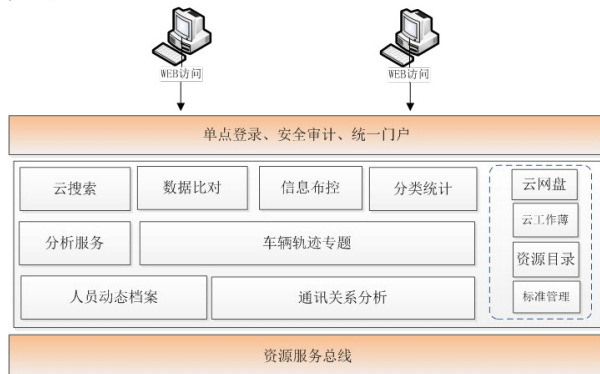 WEB访问
WEB访问
单点登录、安全审计、统一门户
云搜索
数据比对
信息布控
分类统计
云网盘
云工作薄
分析服务
车辆轨迹专题
资源目录
人员动态档案
通讯关系分析
标准管理
资源服务总线